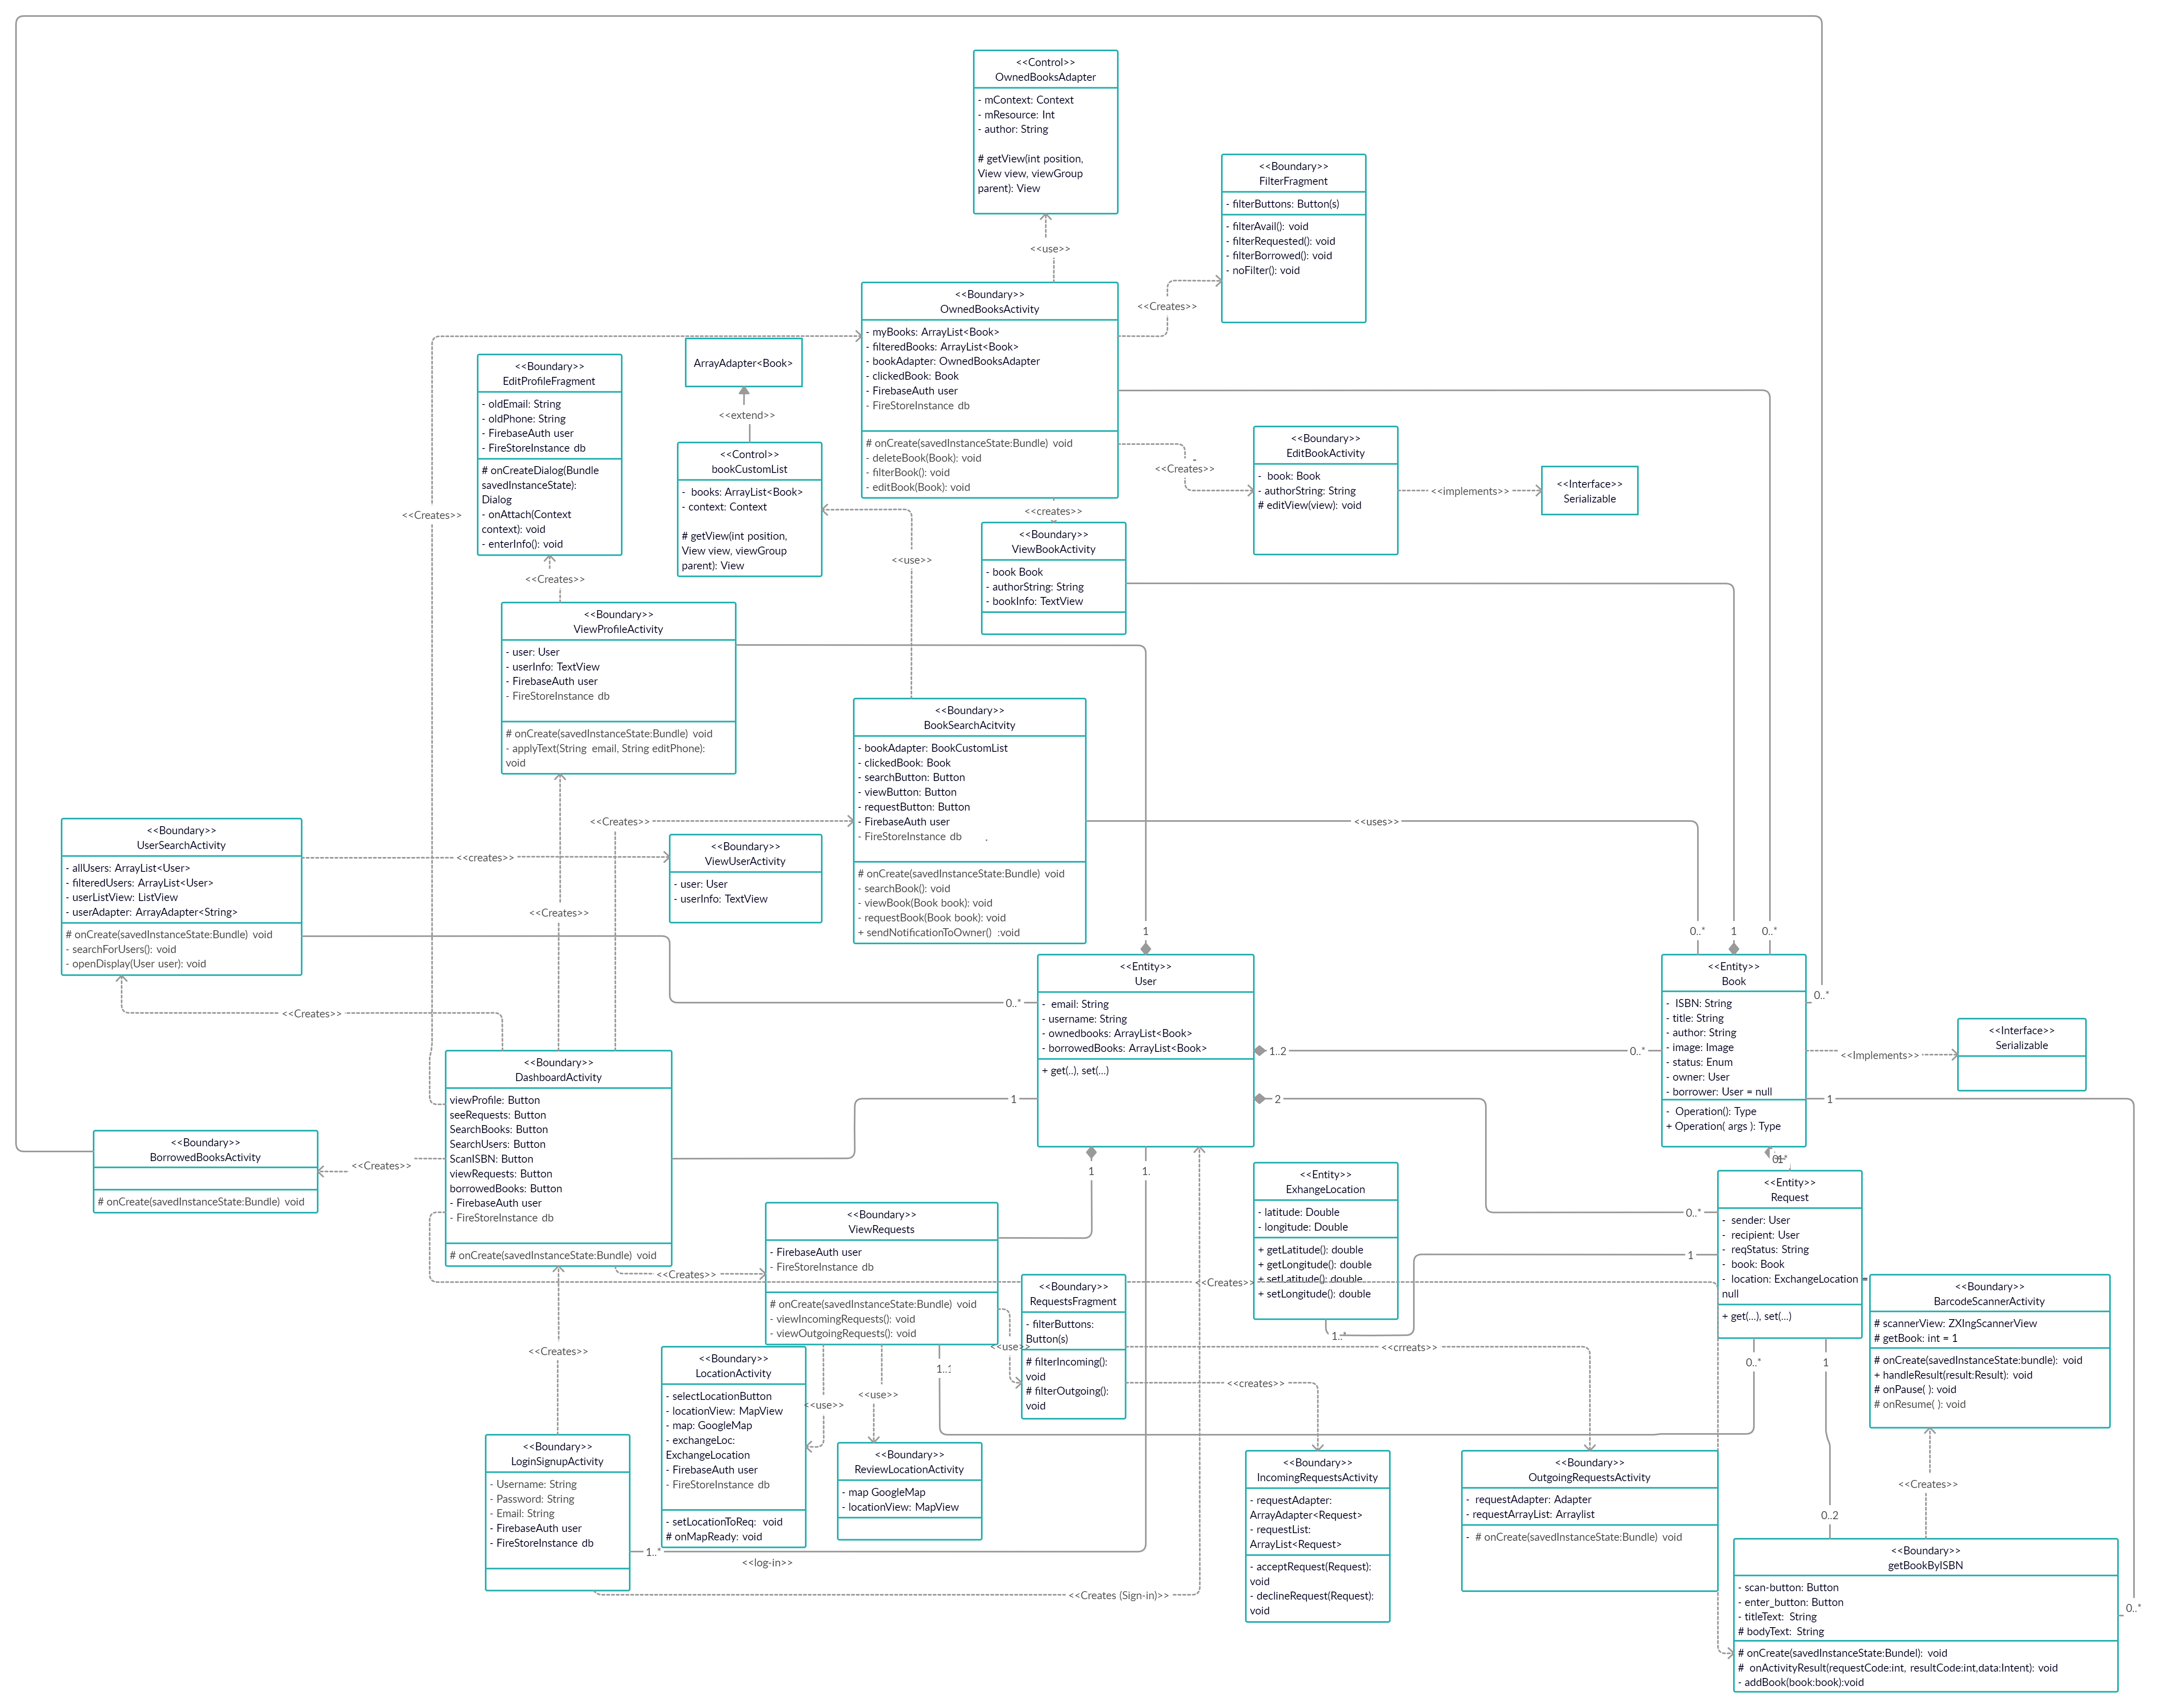 <<Control>>
OwnedBooksAdapter
- mContext: Context
- mResource: Int
- author: String
# getView(int position,
View view, viewGroup
parent): View
<<use>>
<<Boundary>>
FilterFragment
- filterButtons: Button(s)
- filterAvail(): void
- filterRequested(): void
- filterBorrowed(): void
- noFilter(): void
<<Creates>>
<<Boundary>>
OwnedBooksActivity
- myBooks: ArrayList<Book>
- filteredBooks: ArrayList<Book>
- bookAdapter: OwnedBooksAdapter
- clickedBook: Book
- FirebaseAuth user
- FireStoreInstance db
# onCreate(savedInstanceState:Bundle) void
- deleteBook(Book): void
- filterBook(): void
- editBook(Book): void
<<Boundary>>
EditProfileFragment
- oldEmail: String
- oldPhone: String
- FirebaseAuth user
- FireStoreInstance db
# onCreateDialog(Bundle
savedInstanceState):
Dialog
- onAttach(Context
context): void
- enterInfo(): void
<<Creates>>
<<Creates>>
ArrayAdapter<Book>
<<extend>>
<<Control>>
bookCustomList
- books: ArrayList<Book>
- context: Context
# getView(int position,
View view, viewGroup
parent): View
<<use>>
<<Creates>>
<<Boundary>>
EditBookActivity
- book: Book
- authorString: String
# editView(view): void
<<implements>>
<<Interface>>
Serializable
<<creates>>
<<Boundary>>
ViewBookActivity
- book Book
- authorString: String
- bookInfo: TextView
<<Boundary>>
ViewProfileActivity
- user: User
- userInfo: TextView
- FirebaseAuth user
- FireStoreInstance db
# onCreate(savedInstanceState:Bundle) void
- applyText(String email, String editPhone):
void
<<Boundary>>
BookSearchAcitvity
- bookAdapter: BookCustomList
- clickedBook: Book
- searchButton: Button
- viewButton: Button
- requestButton: Button
- FirebaseAuth user
- FireStoreInstance db .
# onCreate(savedInstanceState:Bundle) void
- searchBook(): void
- viewBook(Book book): void
- requestBook(Book book): void
+ sendNotificationToOwner() :void
<<uses>>
<<Creates>>
<<Boundary>>
UserSearchActivity
- allUsers: ArrayList<User>
- filteredUsers: ArrayList<User>
- userListView: ListView
- userAdapter: ArrayAdapter<String>
# onCreate(savedInstanceState:Bundle) void
- searchForUsers(): void
- openDisplay(User user): void
<<creates>>
<<Boundary>>
ViewUserActivity
- user: User
- userInfo: TextView
<<Creates>>
<<Creates>>
1
0..*
1
0..*
0..*
0..*
<<Entity>>
User
- email: String
- username: String
- ownedbooks: ArrayList<Book>
- borrowedBooks: ArrayList<Book>
+ get(..), set(...)
1..2
0..*
2
0..*
1
1
1.
<<Entity>>
Book
- ISBN: String
- title: String
- author: String
- image: Image
- status: Enum
- owner: User
- borrower: User = null
- Operation(): Type
+ Operation( args ): Type
<<Implements>>
<<Interface>>
Serializable
1
<<Boundary>>
DashboardActivity
viewProfile: Button
seeRequests: Button
SearchBooks: Button
SearchUsers: Button
ScanISBN: Button
viewRequests: Button
borrowedBooks: Button
- FirebaseAuth user
- FireStoreInstance db
# onCreate(savedInstanceState:Bundle) void
<<Boundary>>
BorrowedBooksActivity
# onCreate(savedInstanceState:Bundle) void
<<Creates>>
<<Creates>>
<<Boundary>>
ViewRequests
- FirebaseAuth user
- FireStoreInstance db
# onCreate(savedInstanceState:Bundle) void
- viewIncomingRequests(): void
- viewOutgoingRequests(): void
<<Entity>>
ExhangeLocation
- latitude: Double
- longitude: Double
+ getLatitude(): double
+ getLongitude(): double
+ setLatitude(): double
+ setLongitude(): double
<<Creates>>
1
1..*
<<Entity>>
Request
- sender: User
- recipient: User
- reqStatus: String
- book: Book
- location: ExchangeLocation =
null
+ get(...), set(...)
0..*
1
<<Boundary>>
BarcodeScannerActivity
# scannerView: ZXIngScannerView
# getBook: int = 1
# onCreate(savedInstanceState:bundle): void
+ handleResult(result:Result): void
# onPause( ): void
# onResume( ): void
<<Boundary>>
RequestsFragment
- filterButtons:
Button(s)
# filterIncoming():
void
# filterOutgoing():
void
<<use>>
<<crreats>>
<<creates>>
<<Creates>>
<<Boundary>>
LocationActivity
- selectLocationButton
- locationView: MapView
- map: GoogleMap
- exchangeLoc:
ExchangeLocation
- FirebaseAuth user
- FireStoreInstance db
- setLocationToReq: void
# onMapReady: void
<<use>>
<<use>>
<<Boundary>>
ReviewLocationActivity
- map GoogleMap
- locationView: MapView
<<Boundary>>
LoginSignupActivity
- Username: String
- Password: String
- Email: String
- FirebaseAuth user
- FireStoreInstance db
1..*
<<log-in>>
<<Creates (Sign-in)>>
<<Boundary>>
IncomingRequestsActivity
- requestAdapter:
ArrayAdapter<Request>
- requestList:
ArrayList<Request>
- acceptRequest(Request):
void
- declineRequest(Request):
void
<<Boundary>>
OutgoingRequestsActivity
- requestAdapter: Adapter
- requestArrayList: Arraylist
- # onCreate(savedInstanceState:Bundle) void
<<Creates>>
0..2
0..*
<<Boundary>>
getBookByISBN
- scan-button: Button
- enter_button: Button
- titleText: String
# bodyText: String
# onCreate(savedInstanceState:Bundel): void
# onActivityResult(requestCode:int, resultCode:int,data:Intent): void
- addBook(book:book):void